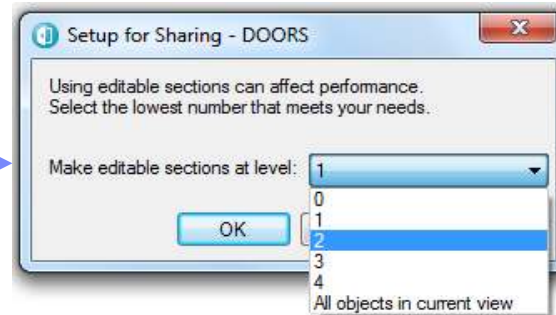 Setup for Sharing - DOORS
Using editable sections can affect performance.
Select the lowest number that meets your needs.
Make editable sections at level: 1
0
1
OK
2
3
4
All objects in current view